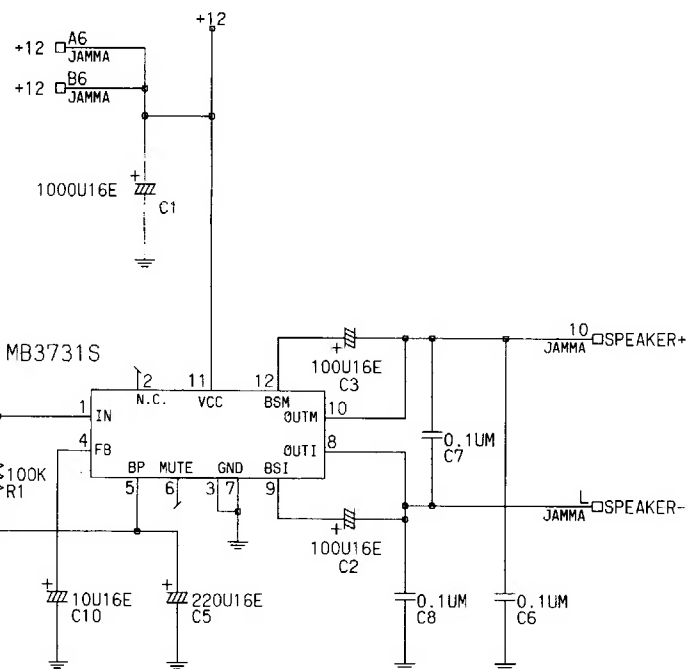 +12
+12 A6
JAMMA
+12 B6
JAMMA
1000U16E +
C1
MB3731S
2
N.C.
11
VCC
12
BSM
+
100U16E
C3
10
JAMMA
SPEAKER+
1 IN
OUTM 10
4 FB
OUTI 8
0.1UM
C7
100K
R1
BP
5
MUTE
6
GND
3 7
BSI
9
L
JAMMA
SPEAKER-
+
100U16E
C2
+
10U16E
C10
+
220U16E
C5
0.1UM
C8
0.1UM
C6